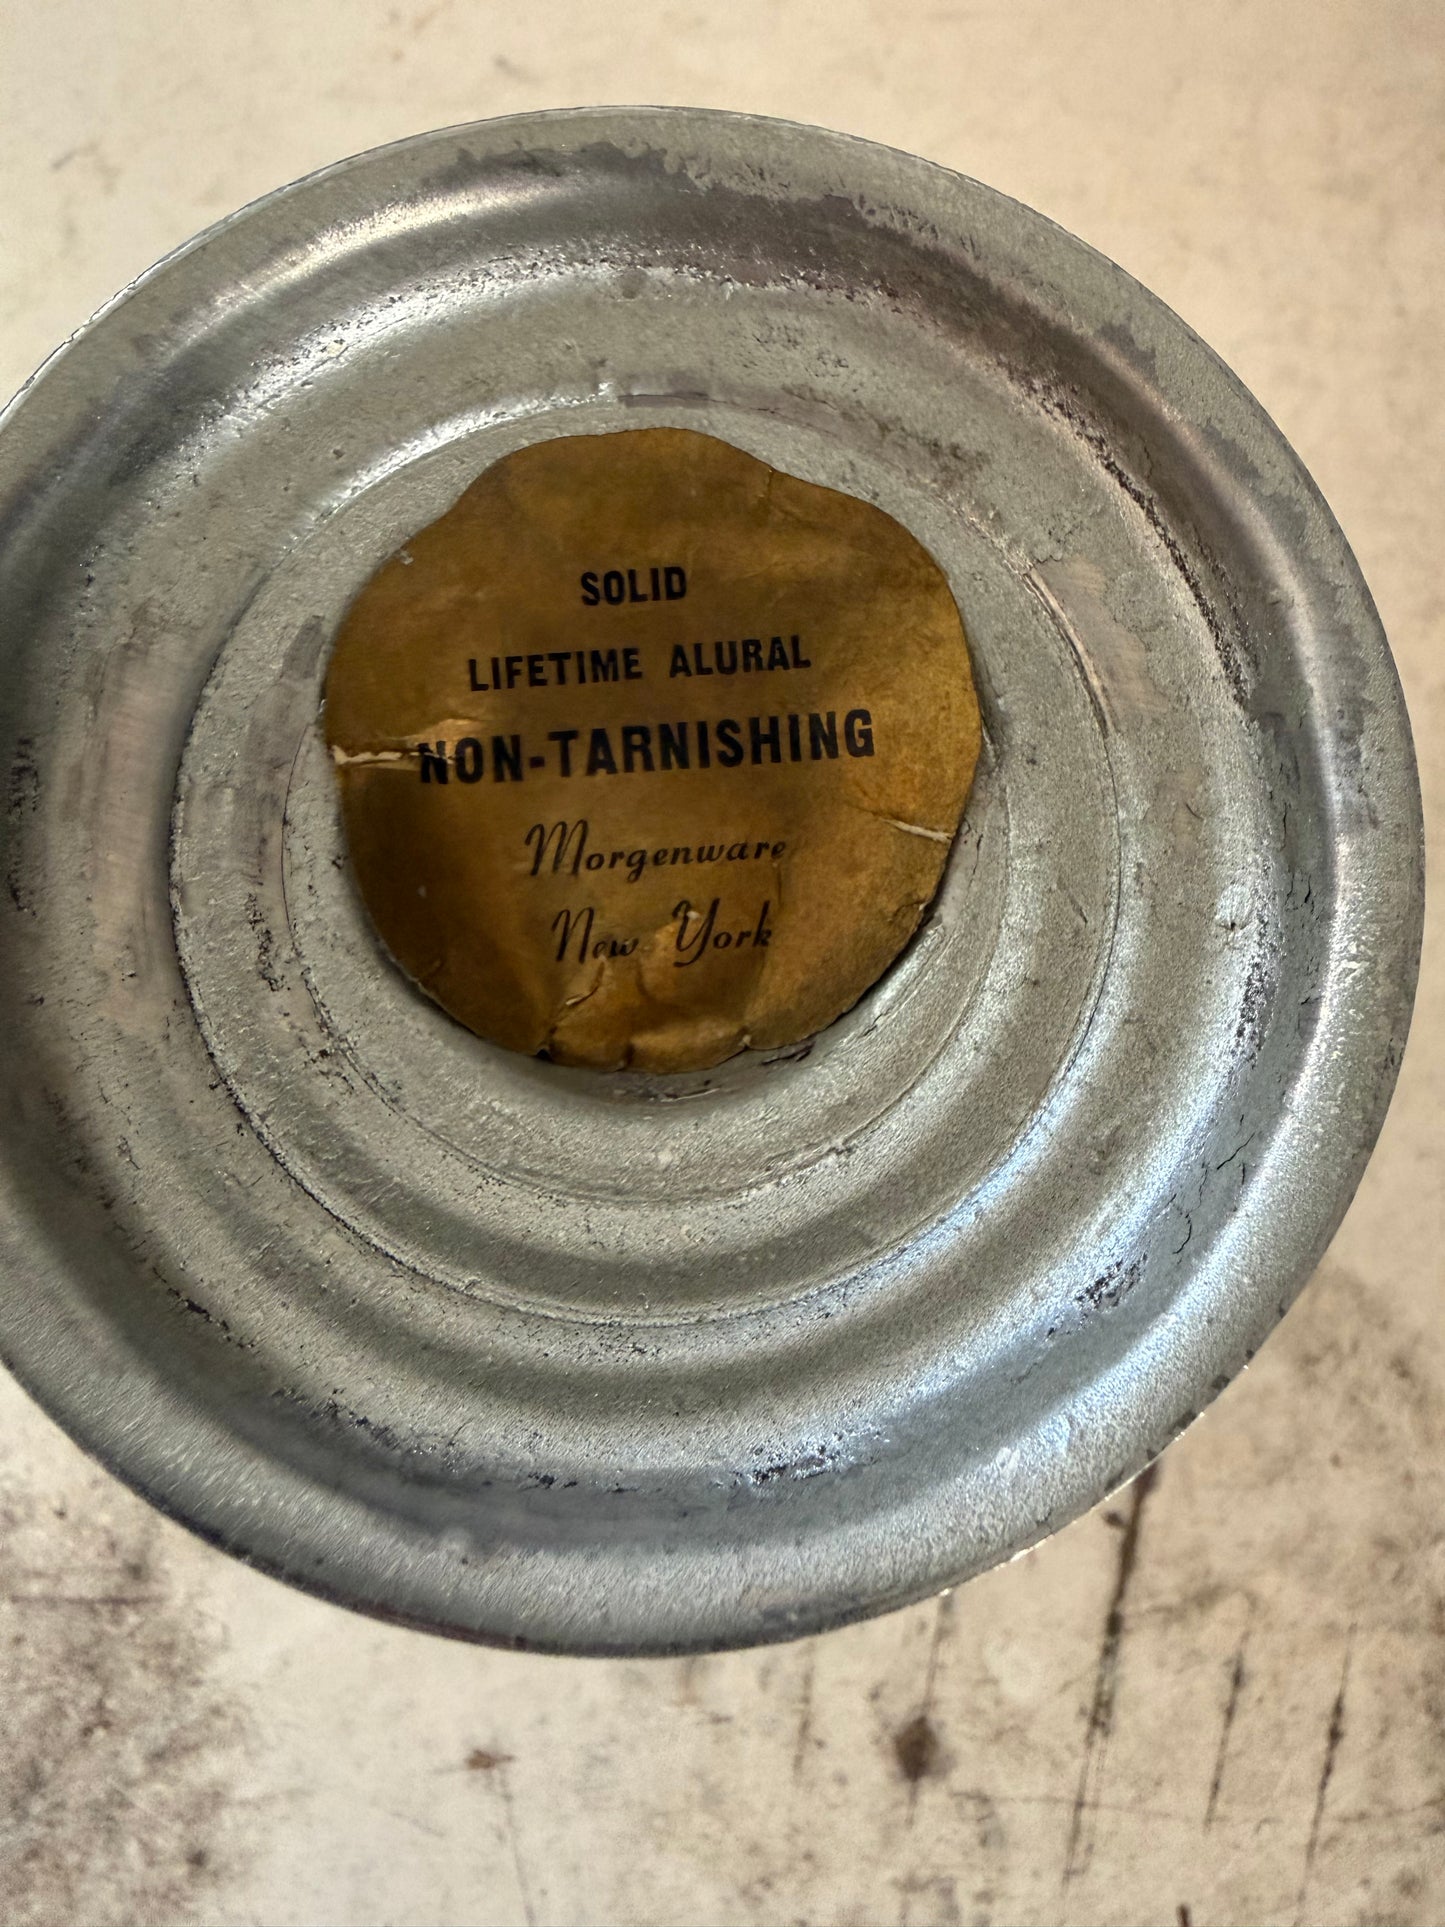 SOLID
LIFETIME ALURAL
NON-TARNISHING
Morgenware
New York